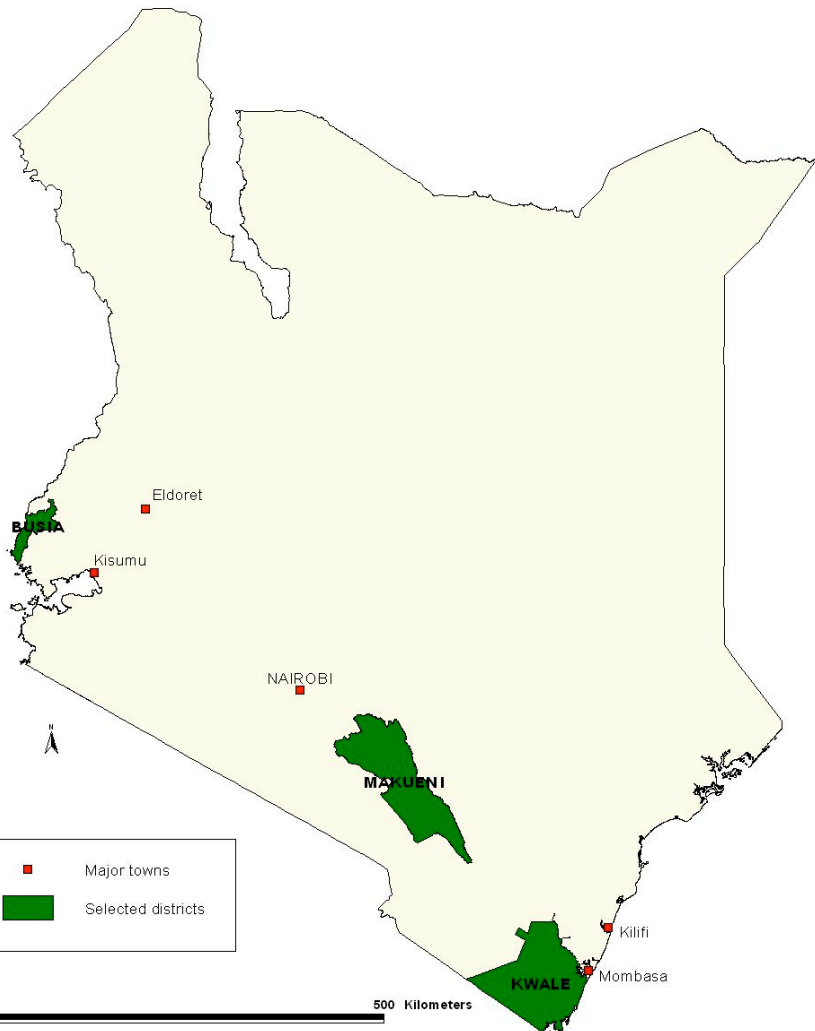 Eldoret
BUSIA
Kisumu
NAIROBI
N
MAKUENI
Major towns
Selected districts
Kilifi
Mombasa
KWALE
500 Kilometers